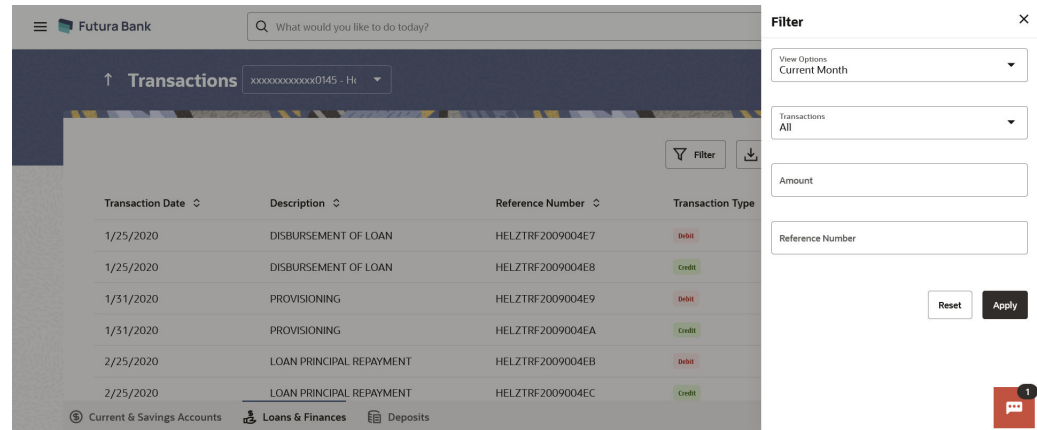 Futura Bank
What would you like to do today?
Filter
Transactions
xxxxxxxxxxxx0145 - Hc
View Options
Current Month
Transactions
All
Amount
Reference Number
Reset Apply
Filter
Transaction Date Description Reference Number Transaction Type
1/25/2020 DISBURSEMENT OF LOAN HELZTRF2009004E7 Debit
1/25/2020 DISBURSEMENT OF LOAN HELZTRF2009004E8 Credit
1/31/2020 PROVISIONING HELZTRF2009004E9 Debit
1/31/2020 PROVISIONING HELZTRF2009004EA Credit
2/25/2020 LOAN PRINCIPAL REPAYMENT HELZTRF2009004EB Debit
2/25/2020 LOAN PRINCIPAL REPAYMENT HELZTRF2009004EC Credit
Current & Savings Accounts Loans & Finances Deposits
1